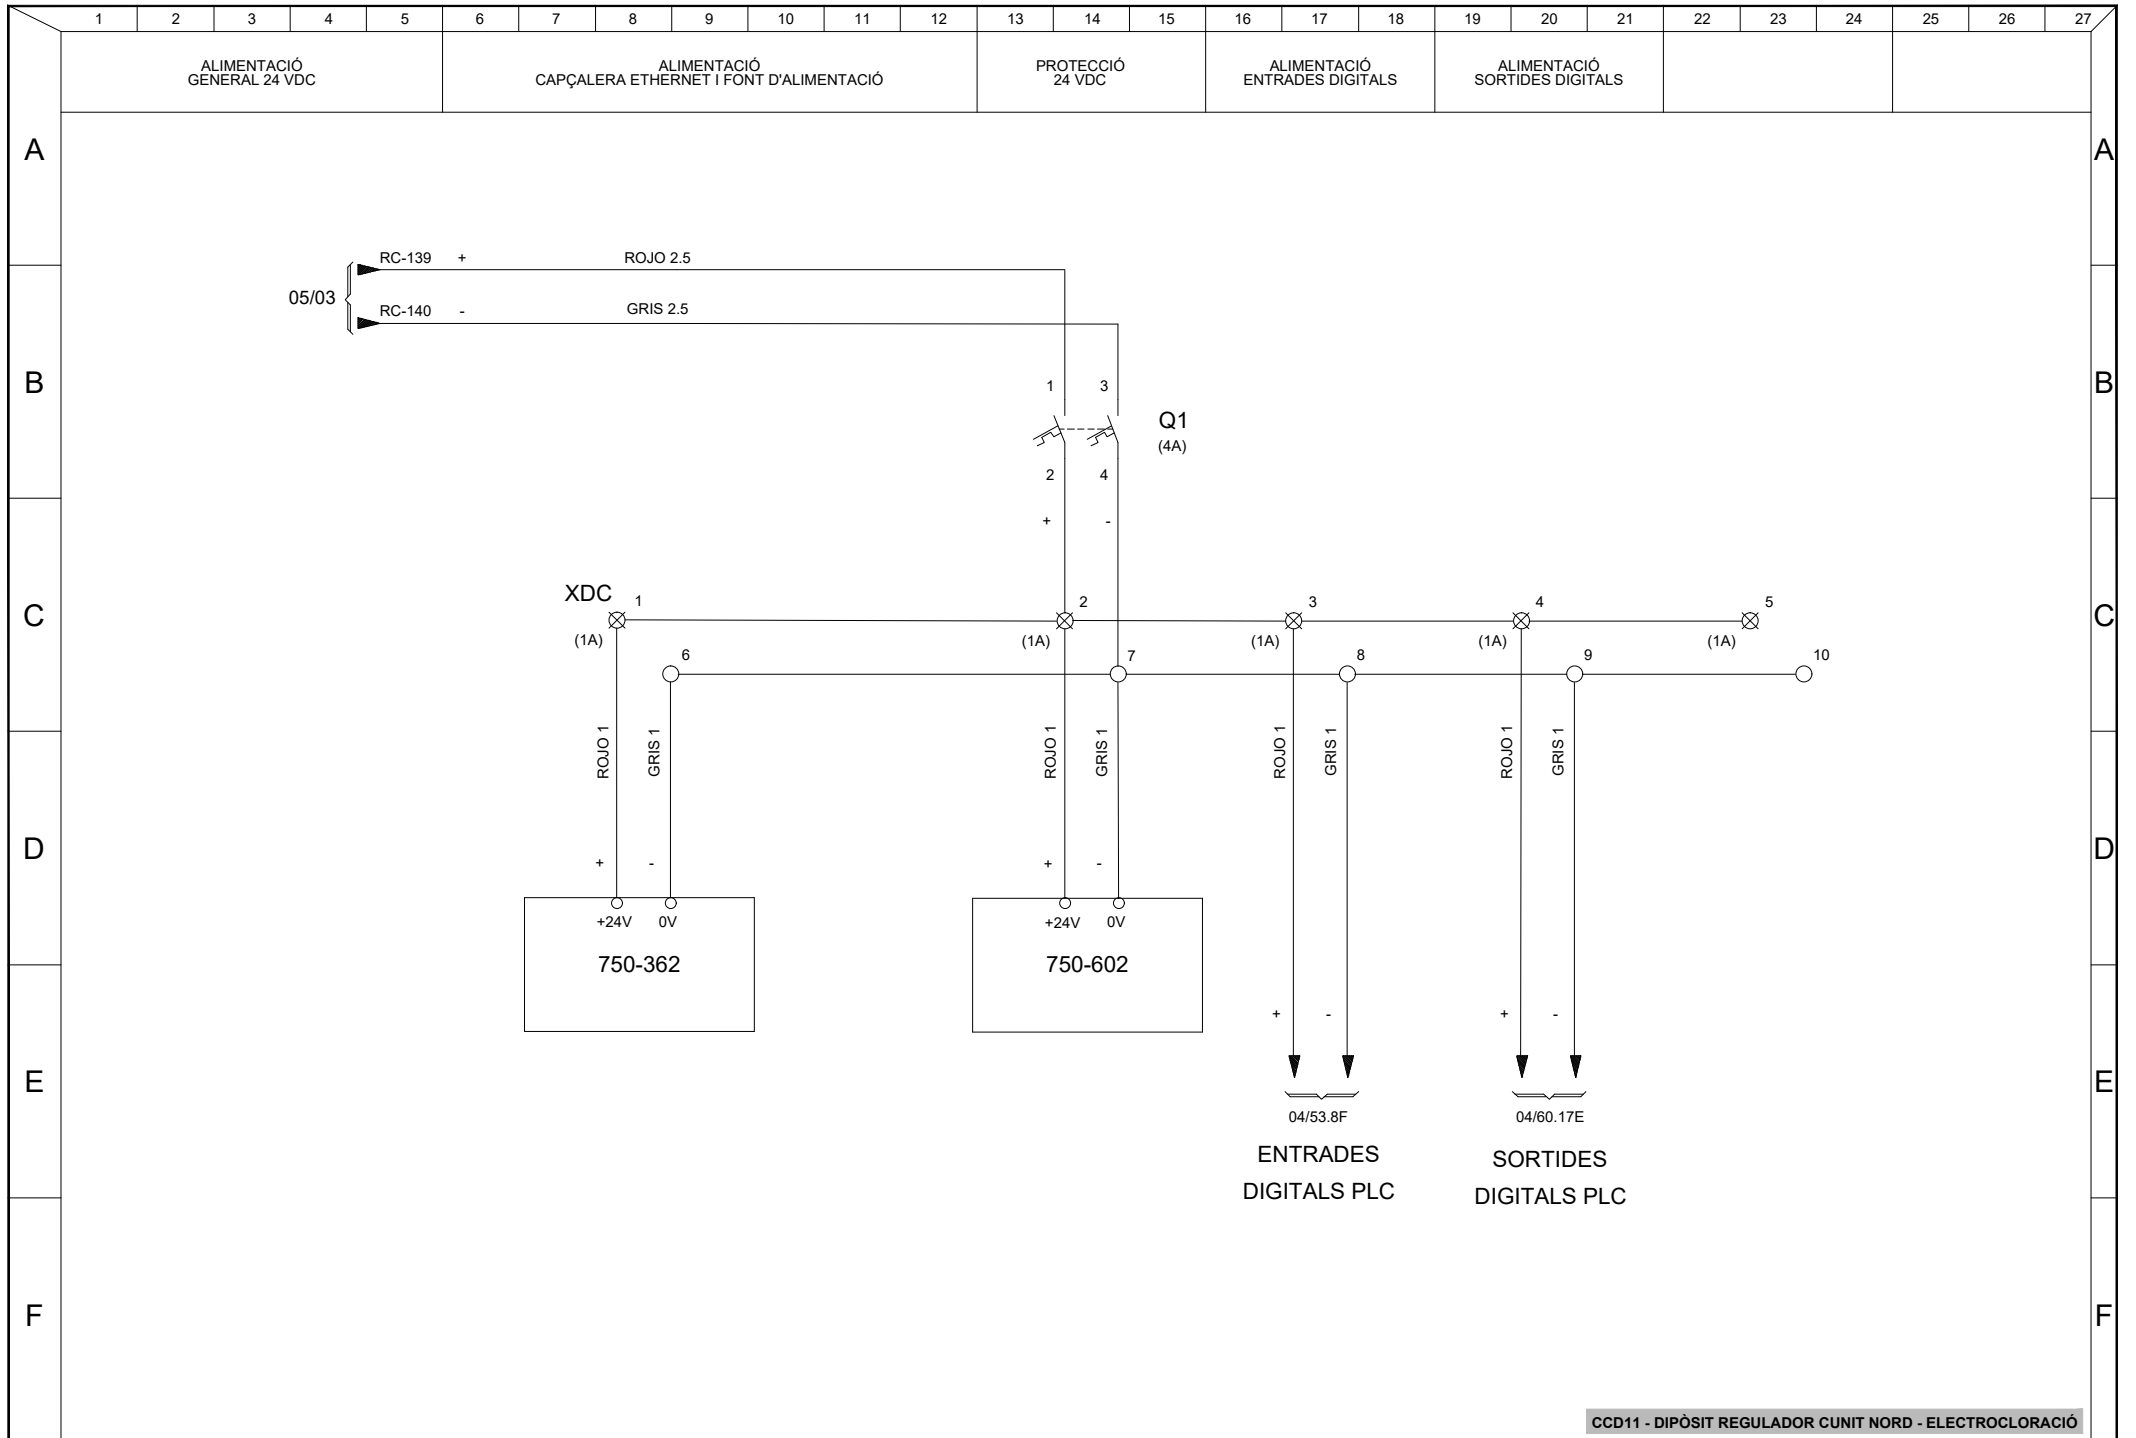 1 2 3 4 5 6 7 8 9 10 11 12 13 14 15 16 17 18 19 20 21 22 23 24 25 26 27
ALIMENTACIÓ
GENERAL 24 VDC
ALIMENTACIÓ
CAPÇALERA ETHERNET I FONT D'ALIMENTACIÓ
PROTECCIÓ
24 VDC
ALIMENTACIÓ
ENTRADES DIGITALS
ALIMENTACIÓ
SORTIDES DIGITALS
A A
RC-139 + ROJO 2.5
05/03
RC-140 - GRIS 2.5
B B
1 3
Q1
(4A)
2 4
+ -
C C
XDC 1 2 3 4 5
(1A) (1A) (1A) (1A) (1A)
6 7 8 9 10
ROJO 1 GRIS 1 ROJO 1 GRIS 1 ROJO 1 GRIS 1 ROJO 1 GRIS 1
D D
+ - + -
+24V 0V +24V 0V
750-362 750-602
+ - + -
E E
04/53.8F 04/60.17E
ENTRADES
DIGITALS PLC
SORTIDES
DIGITALS PLC
F F
CCD11 - DIPÒSIT REGULADOR CUNIT NORD - ELECTROCLORACIÓ